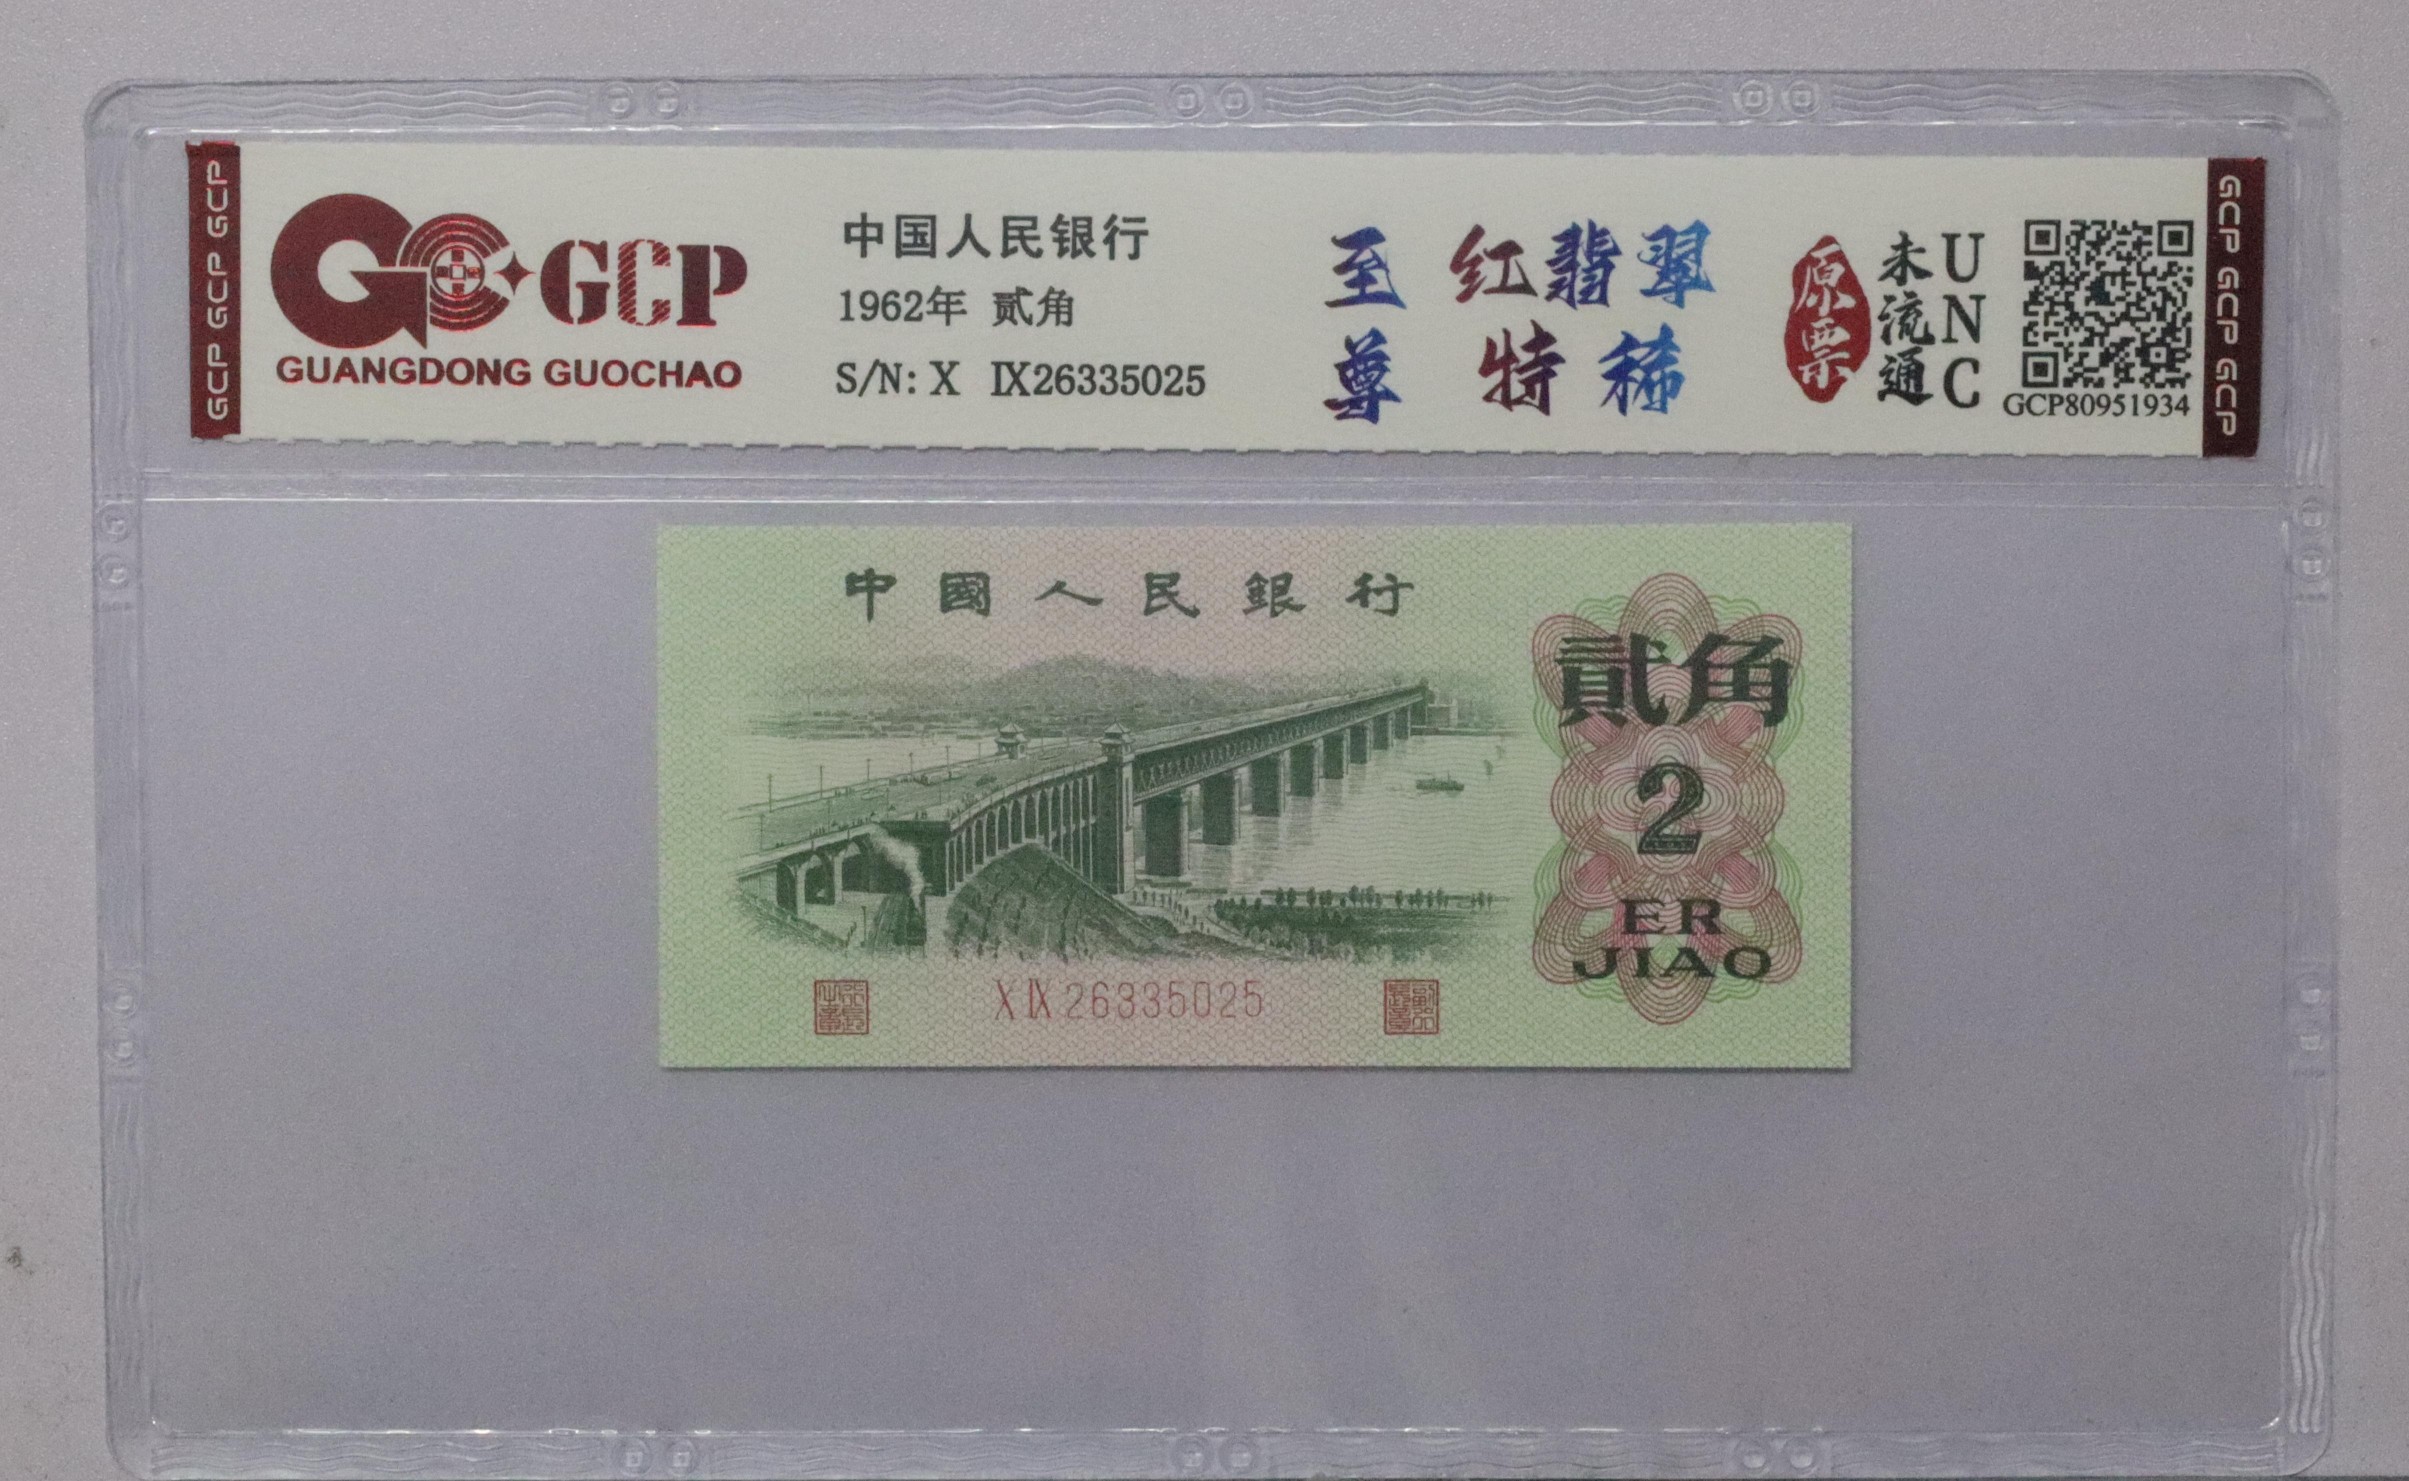 GCP GCP GCP
GCP
GUANGDONG GUOCHAO
中国人民银行
1962年 贰角
S/N: X Ⅸ26335025
至尊
红翡翠
特稀
原票
未流通
UNC
GCP80951934
GCP GCP GCP
中國人民銀行
貳角
2
ER
JIAO
X Ⅸ 26335025